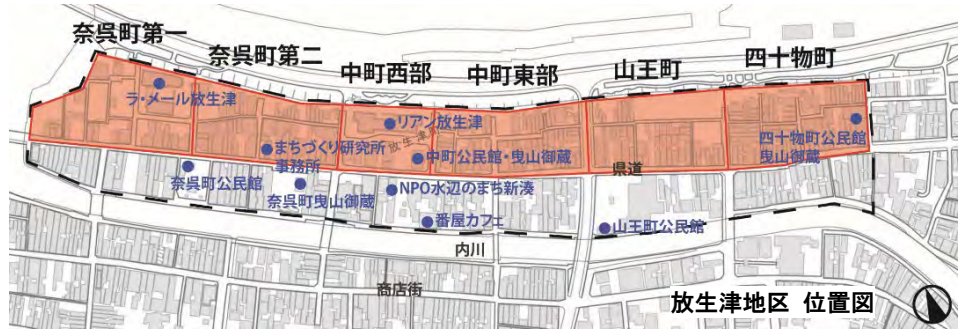 奈呉町第一
奈呉町第二
中町西部
中町東部
山王町
四十物町
ラ・メール放生津
リアン放生津
放生津
まちづくり研究所
事務所
中町公民館・曳山御蔵
四十物町公民館
曳山御蔵
県道
奈呉町公民館
奈呉町曳山御蔵
NPO水辺のまち新湊
番屋カフェ
山王町公民館
内川
商店街
放生津地区 位置図